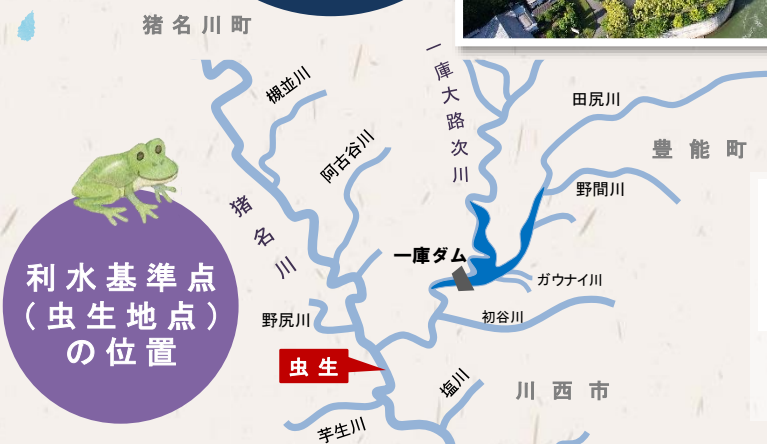 猪名川町
槻並川
一庫大路次川
田尻川
阿古谷川
豊能町
野間川
猪名川
一庫ダム
利水基準点
（虫生地点）
の位置
ガウナイ川
初谷川
野尻川
虫生
塩川
川西市
芋生川